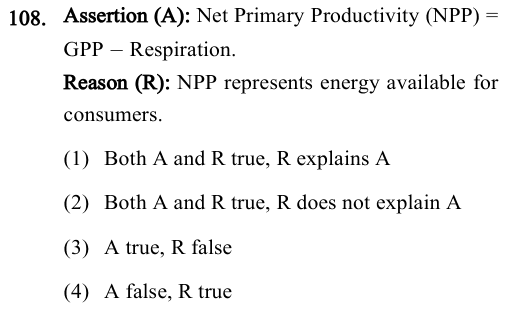 108. Assertion (A): Net Primary Productivity (NPP) =
GPP – Respiration.
Reason (R): NPP represents energy available for
consumers.
(1) Both A and R true, R explains A
(2) Both A and R true, R does not explain A
(3) A true, R false
(4) A false, R true